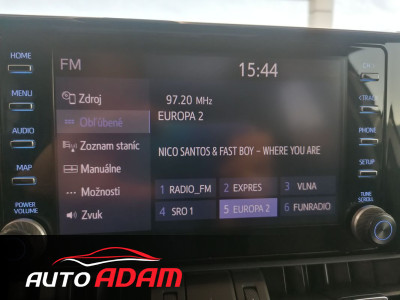 FM
15:44
HOME
MENU
AUDIO
MAP
POWER
VOLUME
Zdroj
Obľúbené
Zoznam staníc
Manuálne
Možnosti
Zvuk
97.20 MHz
EUROPA 2
NICO SANTOS & FAST BOY – WHERE YOU ARE
1 RADIO_FM 2 EXPRES 3 VLNA
4 SRO 1 5 EUROPA 2 6 FUNRADIO
<TRACK
PHONE
SETUP
TUNE
SCROLL
AUTO ADAM